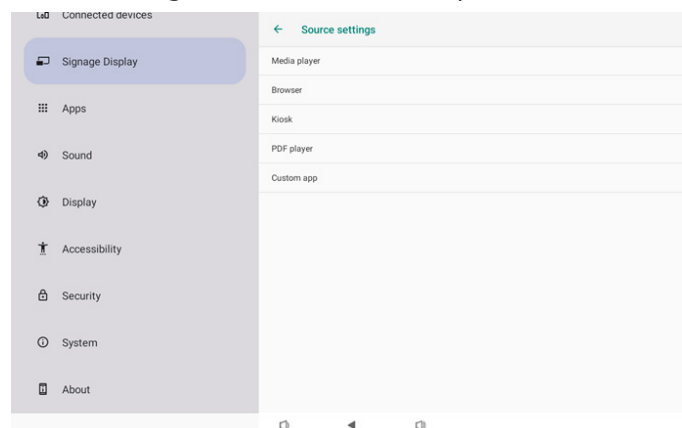 Connected devices
Source settings
Signage Display
Media player
Browser
Apps
Kiosk
PDF player
Sound
Custom app
Display
Accessibility
Security
System
About